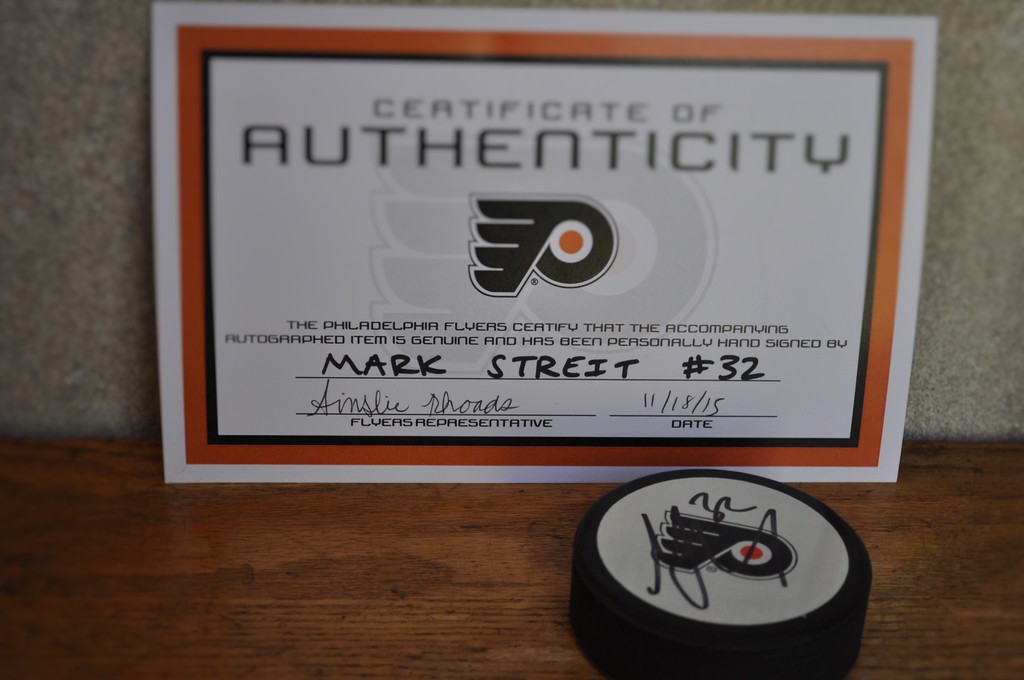 CERTIFICATE OF
AUTHENTICITY
®
THE PHILADELPHIA FLYERS CERTIFY THAT THE ACCOMPANYING
AUTOGRAPHED ITEM IS GENUINE AND HAS BEEN PERSONALLY HAND SIGNED BY
MARK STREIT #32
Ainslie Rhoads 11/18/15
FLYERS REPRESENTATIVE DATE
32